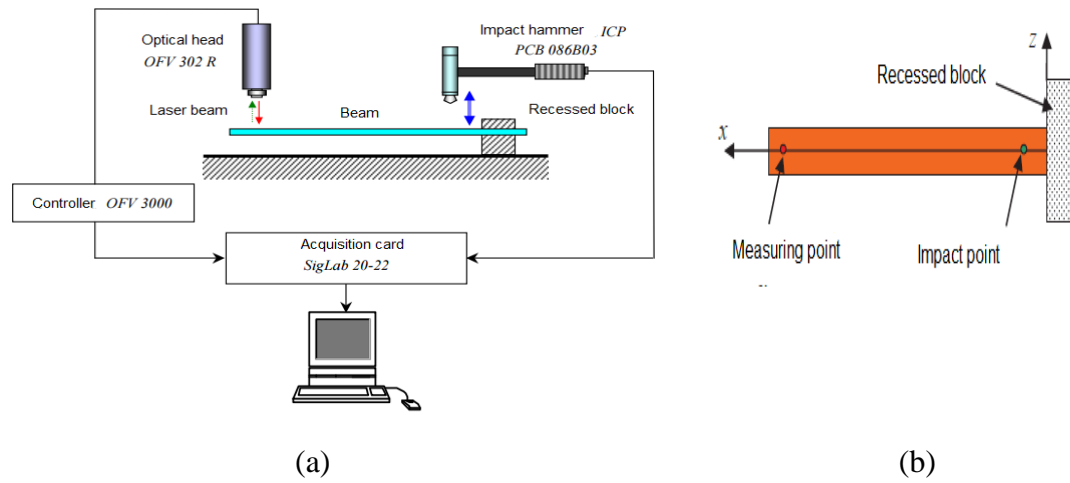 Optical head
OFV 302 R
Impact hammer ICP
PCB 086B03
Laser beam
Beam
Recessed block
Controller OFV 3000
Acquisition card
SigLab 20-22
(a)
z
Recessed block
x
Measuring point
Impact point
(b)